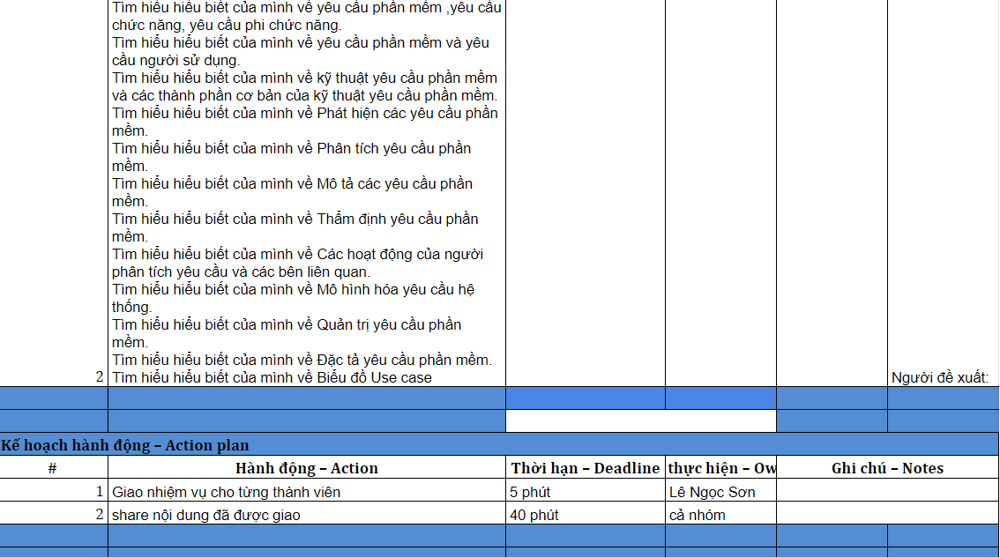 Tìm hiểu hiểu biết của mình về yêu cầu phần mềm ,yêu cầu
chức năng, yêu cầu phi chức năng.
Tìm hiểu hiểu biết của mình về yêu cầu phần mềm và yêu
cầu người sử dụng.
Tìm hiểu hiểu biết của mình về kỹ thuật yêu cầu phần mềm
và các thành phần cơ bản của kỹ thuật yêu cầu phần mềm.
Tìm hiểu hiểu biết của mình về Phát hiện các yêu cầu phần
mềm.
Tìm hiểu hiểu biết của mình về Phân tích yêu cầu phần
mềm.
Tìm hiểu hiểu biết của mình về Mô tả các yêu cầu phần
mềm.
Tìm hiểu hiểu biết của mình về Thẩm định yêu cầu phần
mềm.
Tìm hiểu hiểu biết của mình về Các hoạt động của người
phân tích yêu cầu và các bên liên quan.
Tìm hiểu hiểu biết của mình về Mô hình hóa yêu cầu hệ
thống.
Tìm hiểu hiểu biết của mình về Quản trị yêu cầu phần
mềm.
Tìm hiểu hiểu biết của mình về Đặc tả yêu cầu phần mềm.
2 Tìm hiểu hiểu biết của mình về Biểu đồ Use case Người đề xuất:
Kế hoạch hành động – Action plan
# Hành động – Action Thời hạn – Deadline thực hiện – Ow Ghi chú – Notes
1 Giao nhiệm vụ cho từng thành viên 5 phút Lê Ngọc Sơn
2 share nội dung đã được giao 40 phút cả nhóm